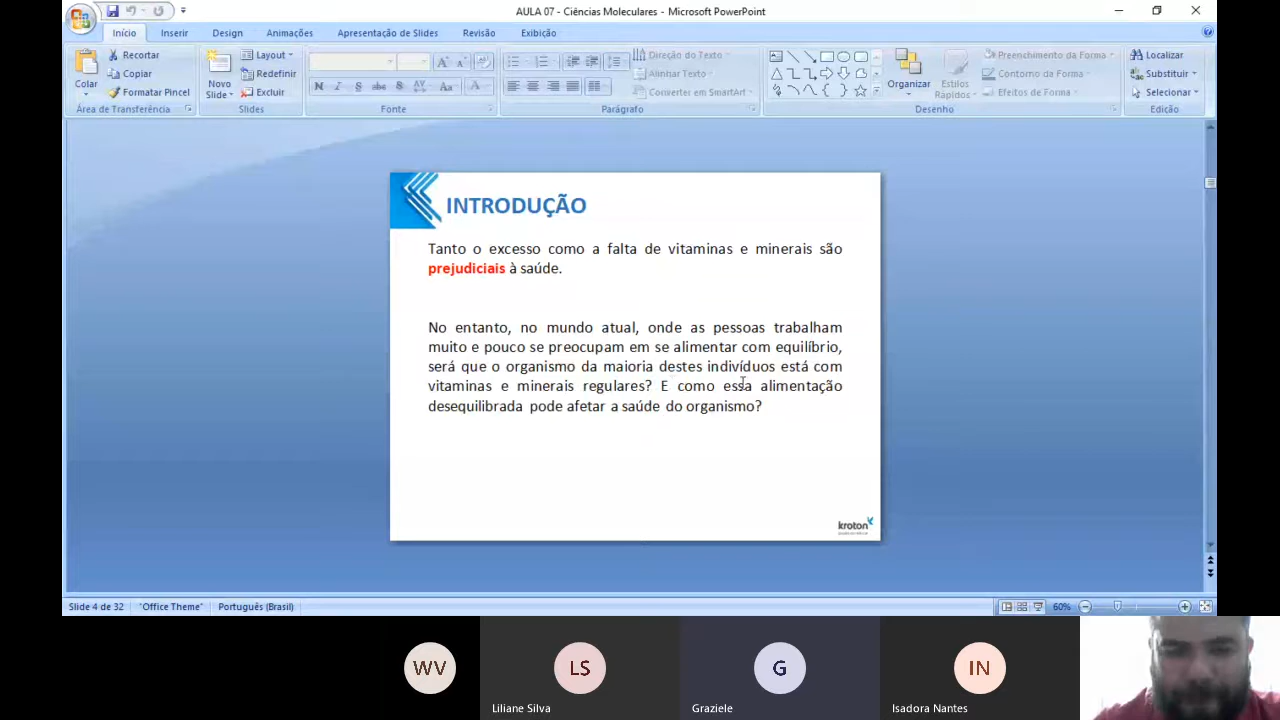 AULA 07 - Ciências Moleculares - Microsoft PowerPoint
Início Inserir Design Animações Apresentação de Slides Revisão Exibição
Colar
Recortar
Copiar
Formatar Pincel
Área de Transferência
Novo Slide
Layout
Redefinir
Excluir
Slides
N I S abc AV Aa A
Fonte
Direção do Texto
Alinhar Texto
Converter em SmartArt
Parágrafo
Organizar
Estilos Rápidos
Preenchimento da Forma
Contorno da Forma
Efeitos de Forma
Desenho
Localizar
Substituir
Selecionar
Edição
INTRODUÇÃO
Tanto o excesso como a falta de vitaminas e minerais são
prejudiciais à saúde.
No entanto, no mundo atual, onde as pessoas trabalham
muito e pouco se preocupam em se alimentar com equilíbrio,
será que o organismo da maioria destes indivíduos está com
vitaminas e minerais regulares? E como essa alimentação
desequilibrada pode afetar a saúde do organismo?
kroton
Slide 4 de 32 "Office Theme" Português (Brasil) 60%
WV LS G IN
Liliane Silva Graziele Isadora Nantes